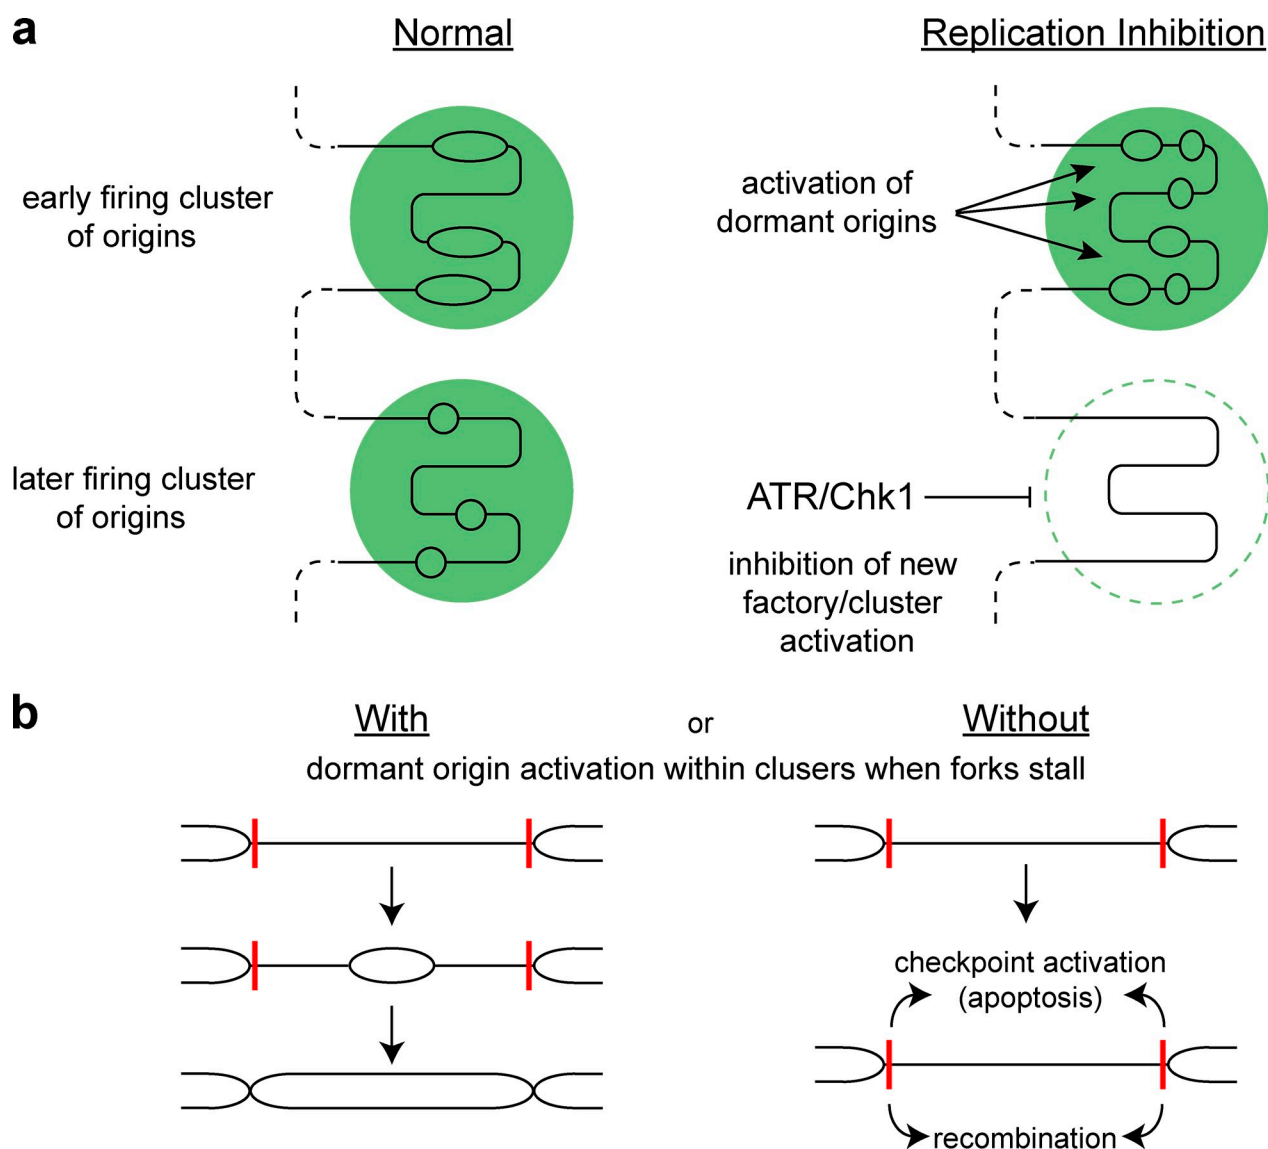 a
Normal
Replication Inhibition
early firing cluster
of origins
activation of
dormant origins
later firing cluster
of origins
ATR/Chk1
inhibition of new
factory/cluster
activation
b
With
or
Without
dormant origin activation within clusers when forks stall
checkpoint activation
(apoptosis)
recombination